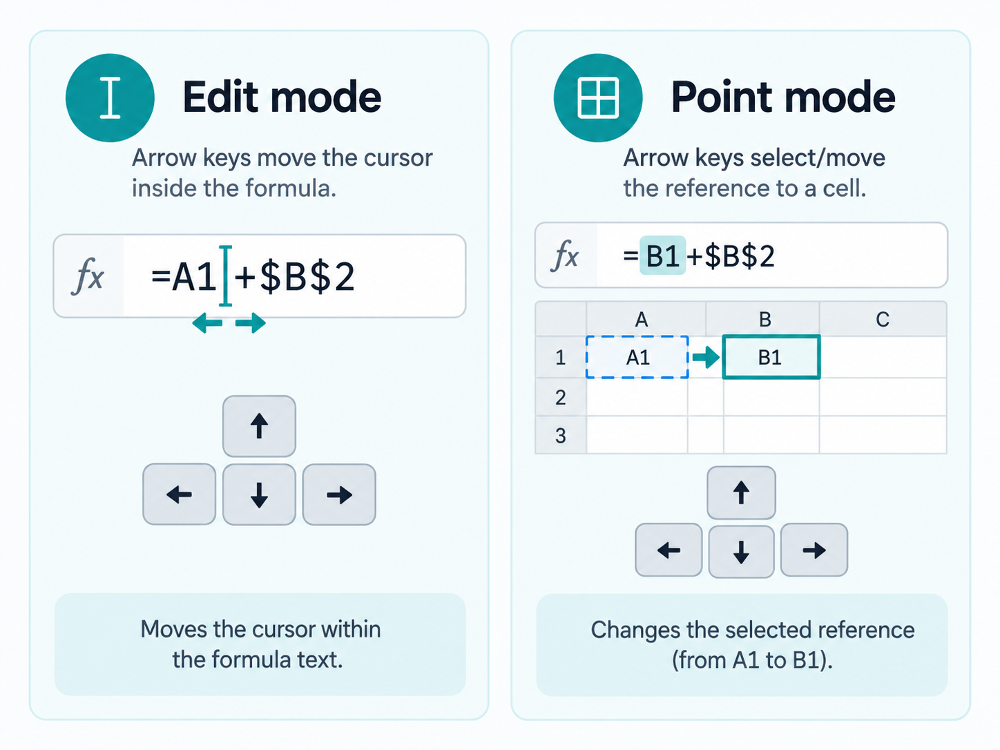 Edit mode
Arrow keys move the cursor
inside the formula.
fx
=A1+$B$2
Moves the cursor within
the formula text.
Point mode
Arrow keys select/move
the reference to a cell.
fx
=B1+$B$2
A B C
1 A1 B1
2
3
Changes the selected reference
(from A1 to B1).